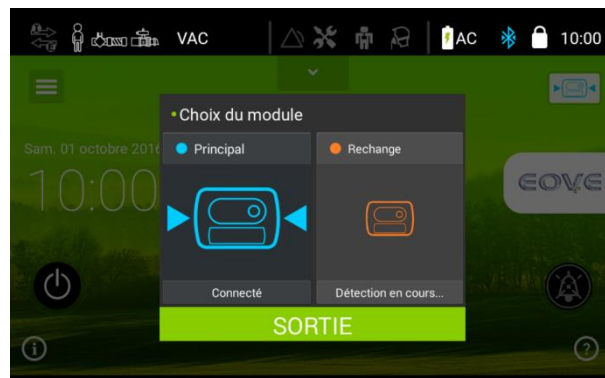 VAC
AC
10:00
• Choix du module
Sam. 01 octobre 2016
Principal
Rechange
10:00
EOVE
Connecté
Détection en cours...
SORTIE
i
?